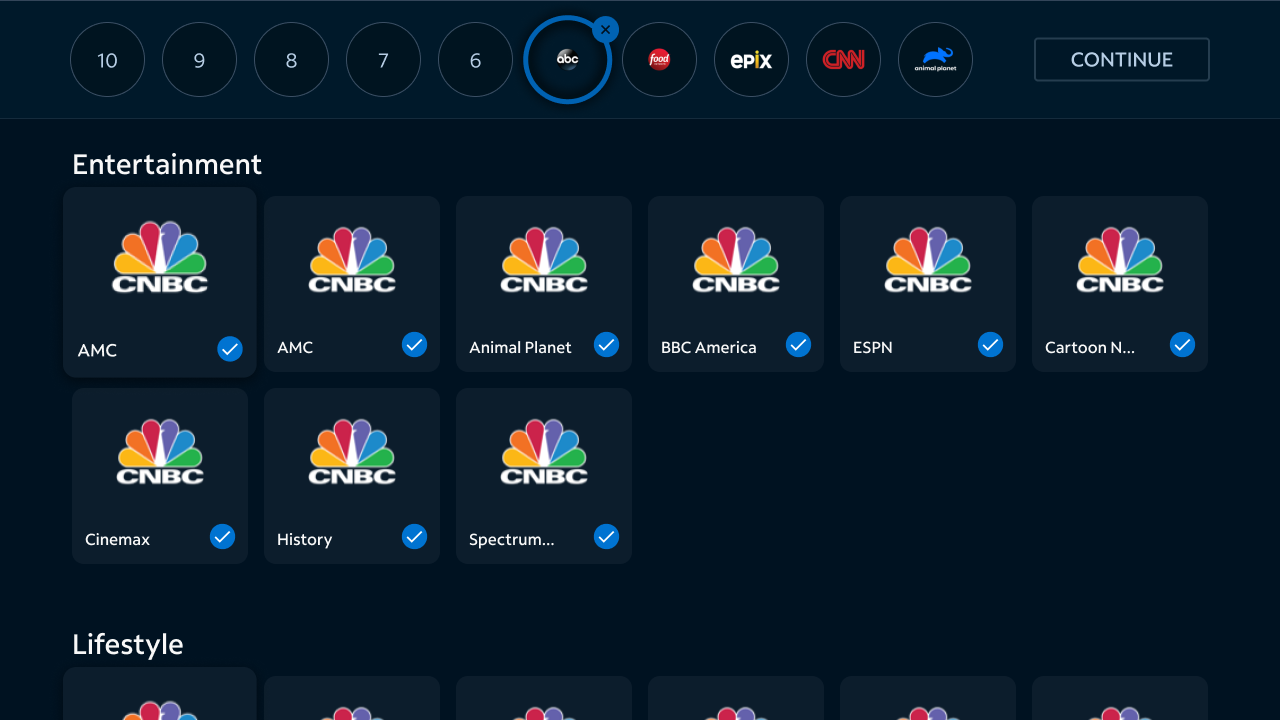 10 9 8 7 6 abc food epix CNN animal planet CONTINUE
Entertainment
CNBC CNBC CNBC CNBC CNBC CNBC
AMC AMC Animal Planet BBC America ESPN Cartoon N...
CNBC CNBC CNBC
Cinemax History Spectrum...
Lifestyle